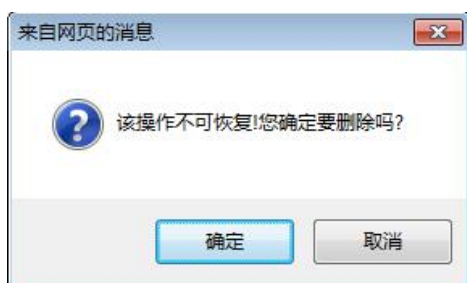 来自网页的消息
该操作不可恢复!您确定要删除吗?
确定
取消